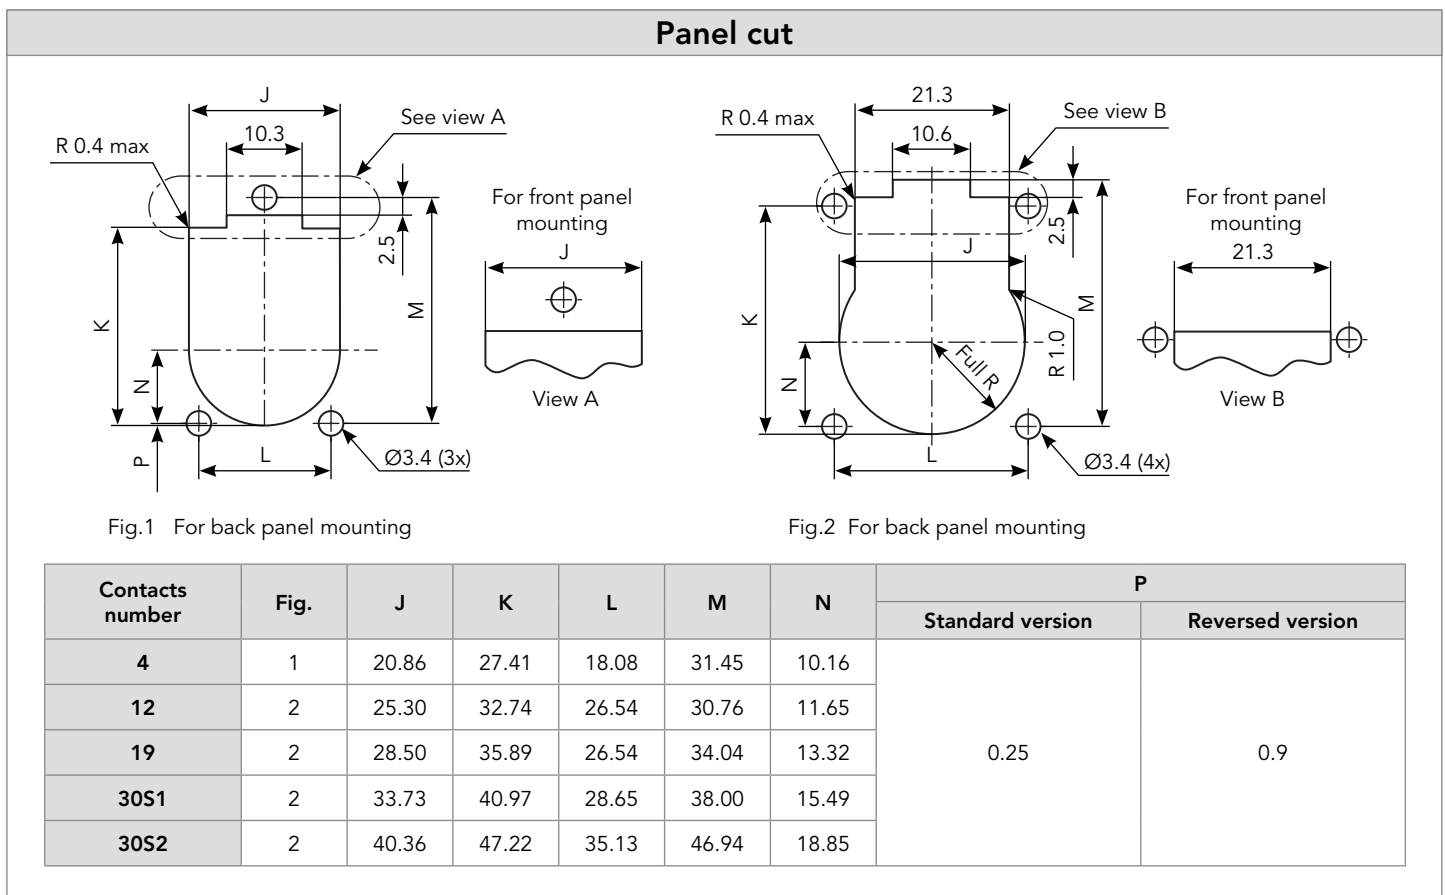 Panel cut
J
10.3
See view A
R 0.4 max
2.5
K
M
N
P
L
Ø3.4 (3x)
For front panel
mounting
J
View A
Fig.1 For back panel mounting
21.3
R 0.4 max
10.6
See view B
2.5
J
K
M
N
Full R
R 1.0
L
Ø3.4 (4x)
For front panel
mounting
21.3
View B
Fig.2 For back panel mounting
Contacts number Fig. J K L M N P
Standard version Reversed version
4 1 20.86 27.41 18.08 31.45 10.16
12 2 25.30 32.74 26.54 30.76 11.65
19 2 28.50 35.89 26.54 34.04 13.32 0.25 0.9
30S1 2 33.73 40.97 28.65 38.00 15.49
30S2 2 40.36 47.22 35.13 46.94 18.85